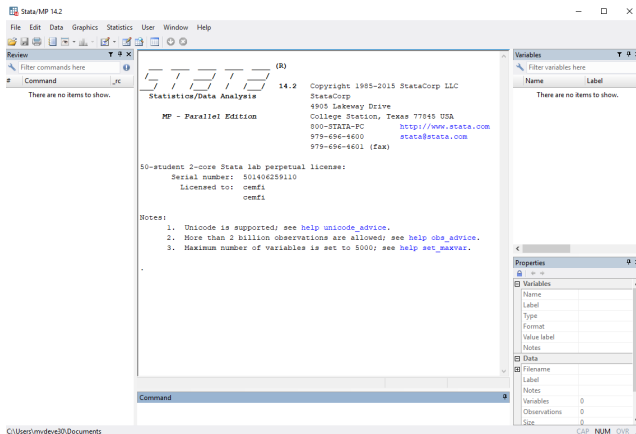 Stata/MP 14.2
File Edit Data Graphics Statistics User Window Help
Review
Filter commands here
# Command _rc
There are no items to show.
(R)
14.2 Copyright 1985-2015 StataCorp LLC
Statistics/Data Analysis StataCorp
4905 Lakeway Drive
MP - Parallel Edition College Station, Texas 77845 USA
800-STATA-PC http://www.stata.com
979-696-4600 stata@stata.com
979-696-4601 (fax)
50-student 2-core Stata lab perpetual license:
Serial number: 501406259110
Licensed to: cemfi
cemfi
Notes:
1. Unicode is supported; see help unicode_advice.
2. More than 2 billion observations are allowed; see help obs_advice.
3. Maximum number of variables is set to 5000; see help set_maxvar.
.
Command
Variables
Filter variables here
Name Label
There are no items to show.
Properties
Variables
Name
Label
Type
Format
Value label
Notes
Data
Filename
Label
Notes
Variables 0
Observations 0
Size 0
C:\Users\mydeve30\Documents
CAP NUM OVR